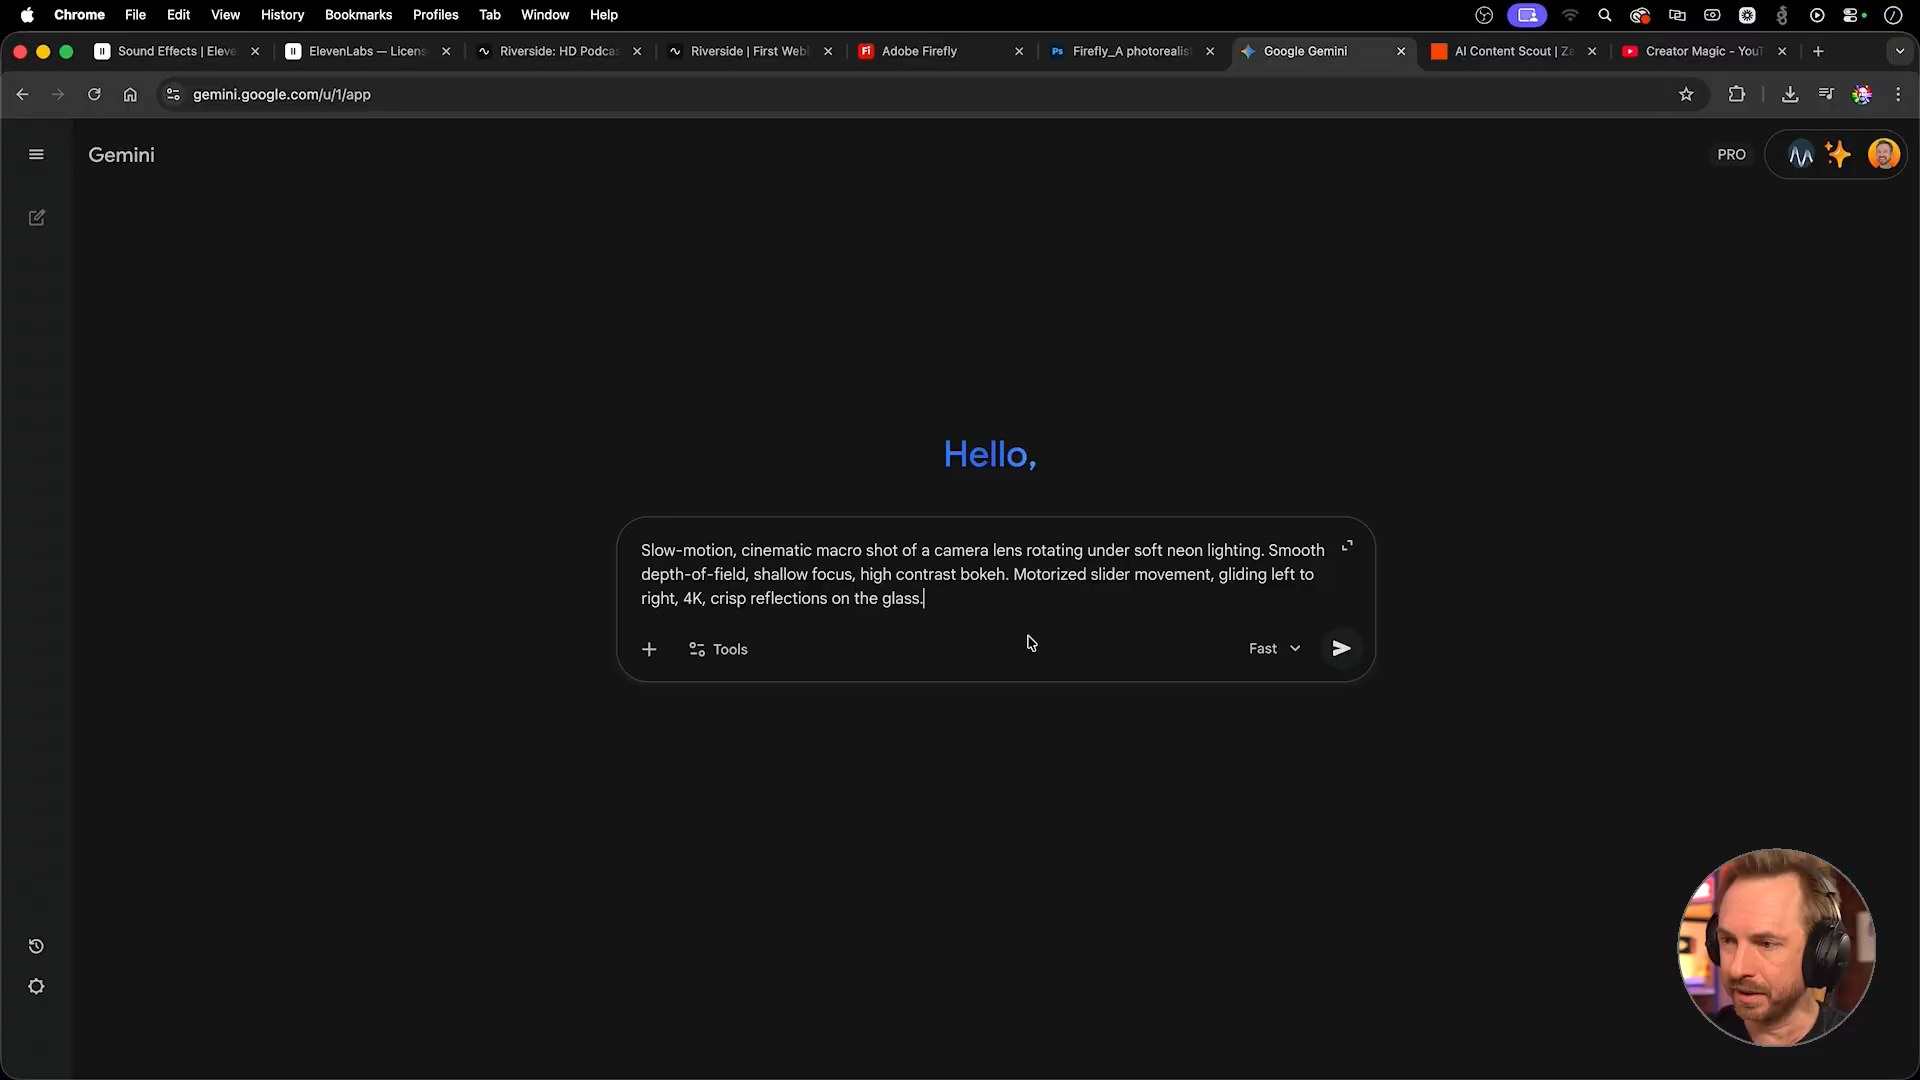 Chrome File Edit View History Bookmarks Profiles Tab Window Help
Sound Effects | Eleve
ElevenLabs — Licens
Riverside: HD Podcas
Riverside | First Web
Adobe Firefly
Ps Firefly_A photorealist
Google Gemini
AI Content Scout | Za
Creator Magic - YouT
gemini.google.com/u/1/app
Gemini
PRO
Hello,
Slow-motion, cinematic macro shot of a camera lens rotating under soft neon lighting. Smooth
depth-of-field, shallow focus, high contrast bokeh. Motorized slider movement, gliding left to
right, 4K, crisp reflections on the glass.
Tools
Fast